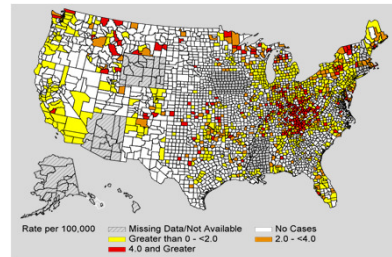 Rate per 100,000
Missing Data/Not Available
No Cases
Greater than 0 - <2.0
2.0 - <4.0
4.0 and Greater